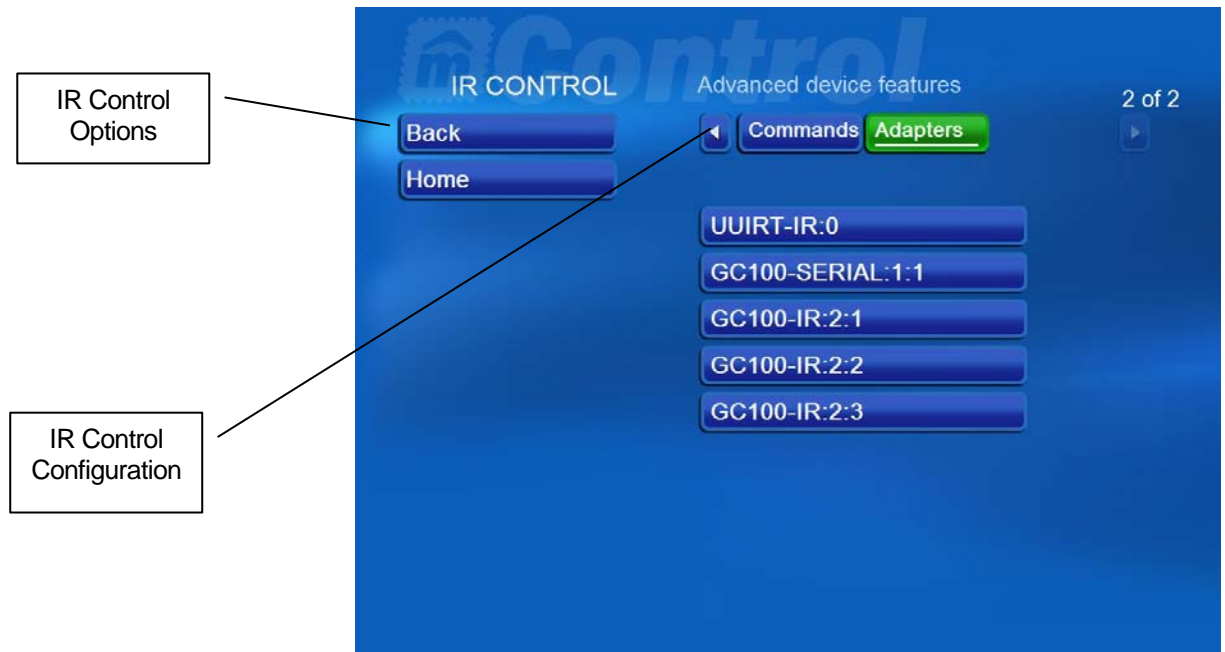 mControl
IR CONTROL
Advanced device features
2 of 2
IR Control
Options
Back
Commands
Adapters
Home
UUIRT-IR:0
GC100-SERIAL:1:1
GC100-IR:2:1
GC100-IR:2:2
GC100-IR:2:3
IR Control
Configuration